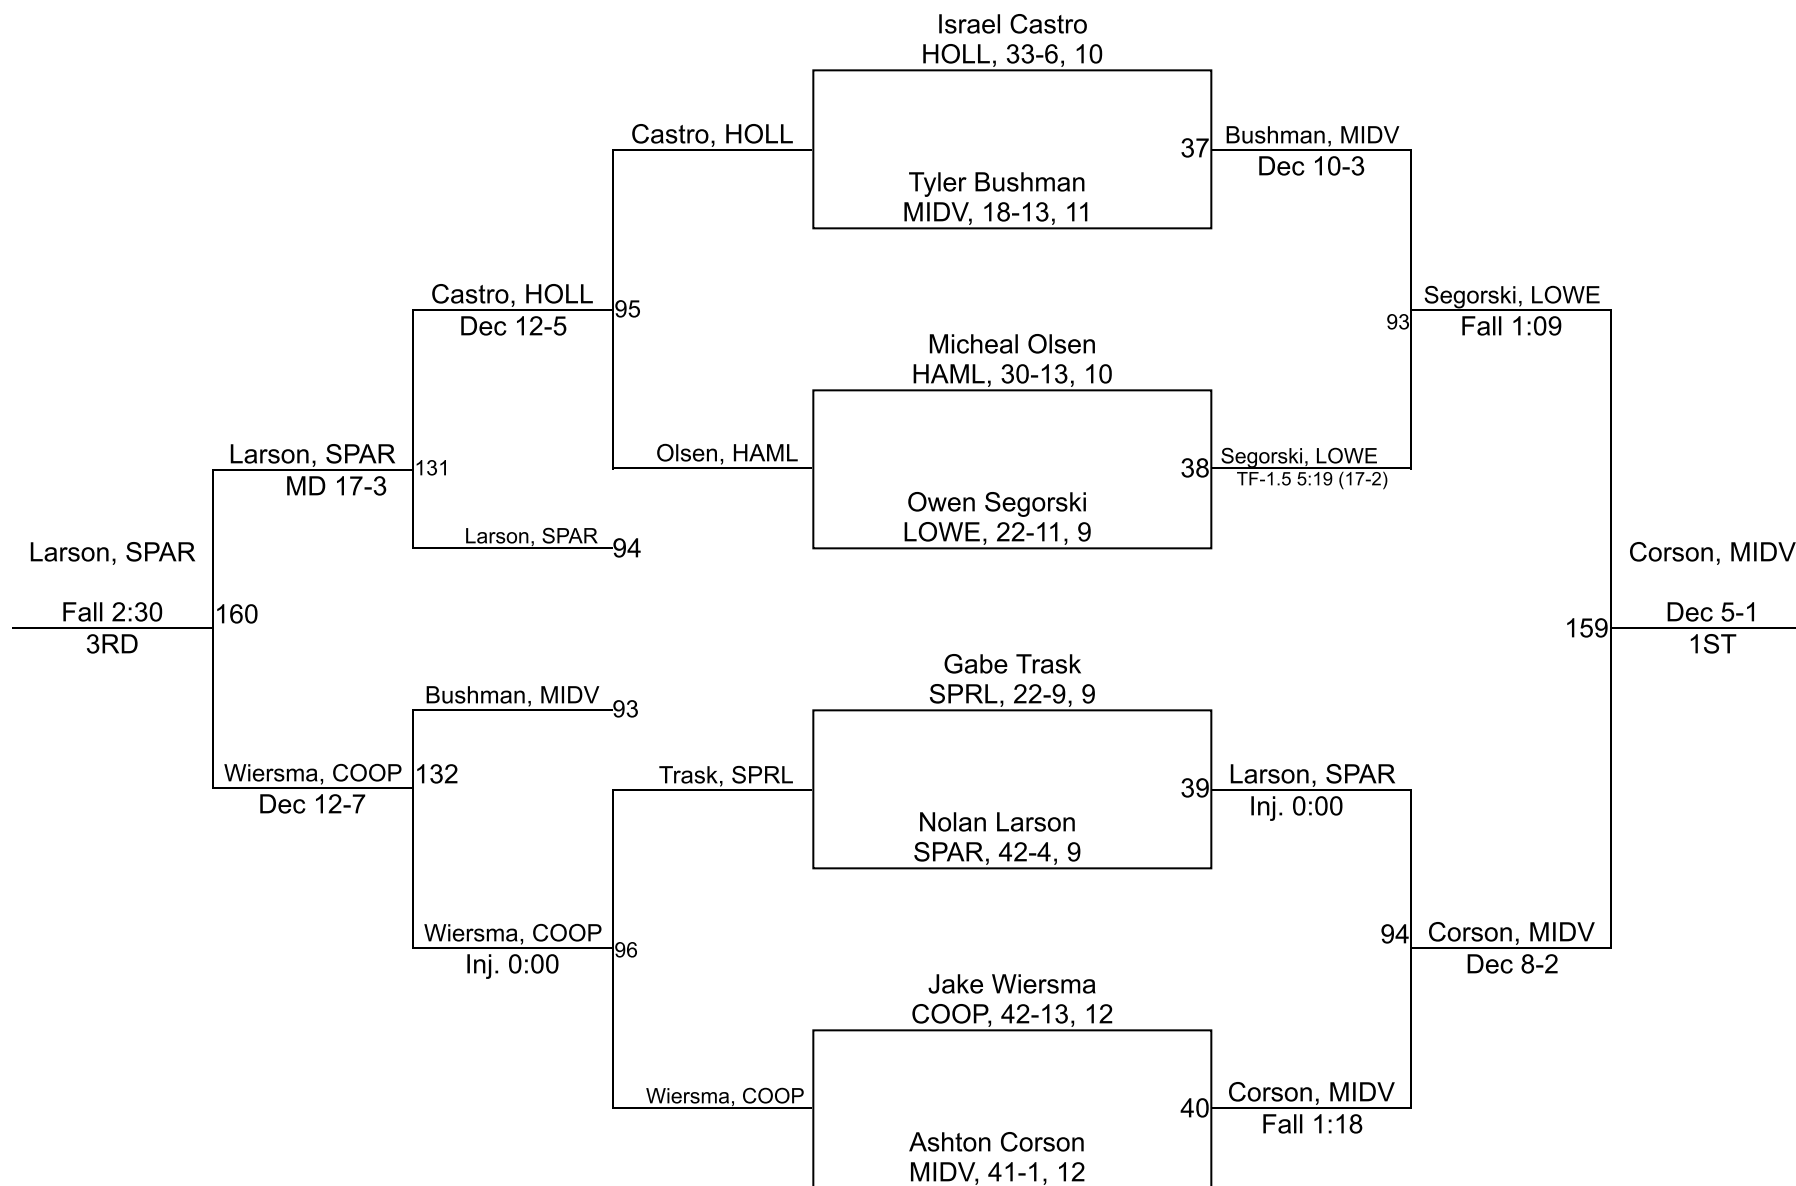 Israel Castro
HOLL, 33-6, 10
Castro, HOLL
37
Bushman, MIDV
Dec 10-3
Tyler Bushman
MIDV, 18-13, 11
Castro, HOLL
Dec 12-5
95
Segorski, LOWE
Fall 1:09
93
Micheal Olsen
HAML, 30-13, 10
Larson, SPAR
MD 17-3
131
Olsen, HAML
38
Segorski, LOWE
TF-1.5 5:19 (17-2)
Owen Segorski
LOWE, 22-11, 9
Larson, SPAR
94
Larson, SPAR
Fall 2:30
3RD
160
Corson, MIDV
159
Dec 5-1
1ST
Gabe Trask
SPRL, 22-9, 9
Bushman, MIDV
93
Wiersma, COOP
Dec 12-7
132
Trask, SPRL
39
Larson, SPAR
Inj. 0:00
Nolan Larson
SPAR, 42-4, 9
Wiersma, COOP
Inj. 0:00
96
94
Corson, MIDV
Dec 8-2
Jake Wiersma
COOP, 42-13, 12
Wiersma, COOP
40
Corson, MIDV
Fall 1:18
Ashton Corson
MIDV, 41-1, 12